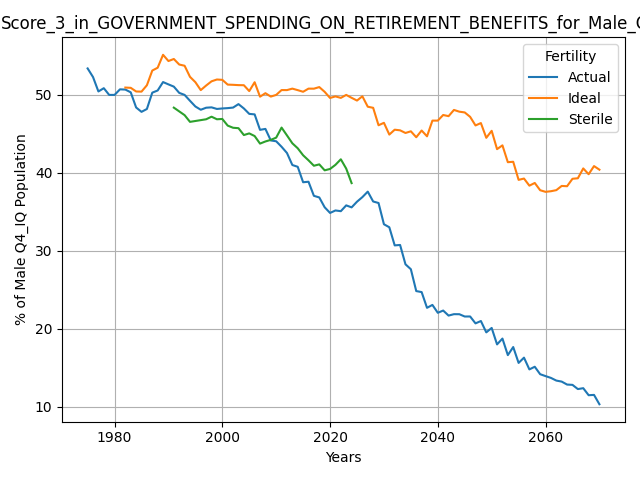 Score_3_in_GOVERNMENT_SPENDING_ON_RETIREMENT_BENEFITS_for_Male_
Fertility
Actual
Ideal
Sterile
% of Male Q4_IQ Population
50
40
30
20
10
1980
2000
2020
2040
2060
Years